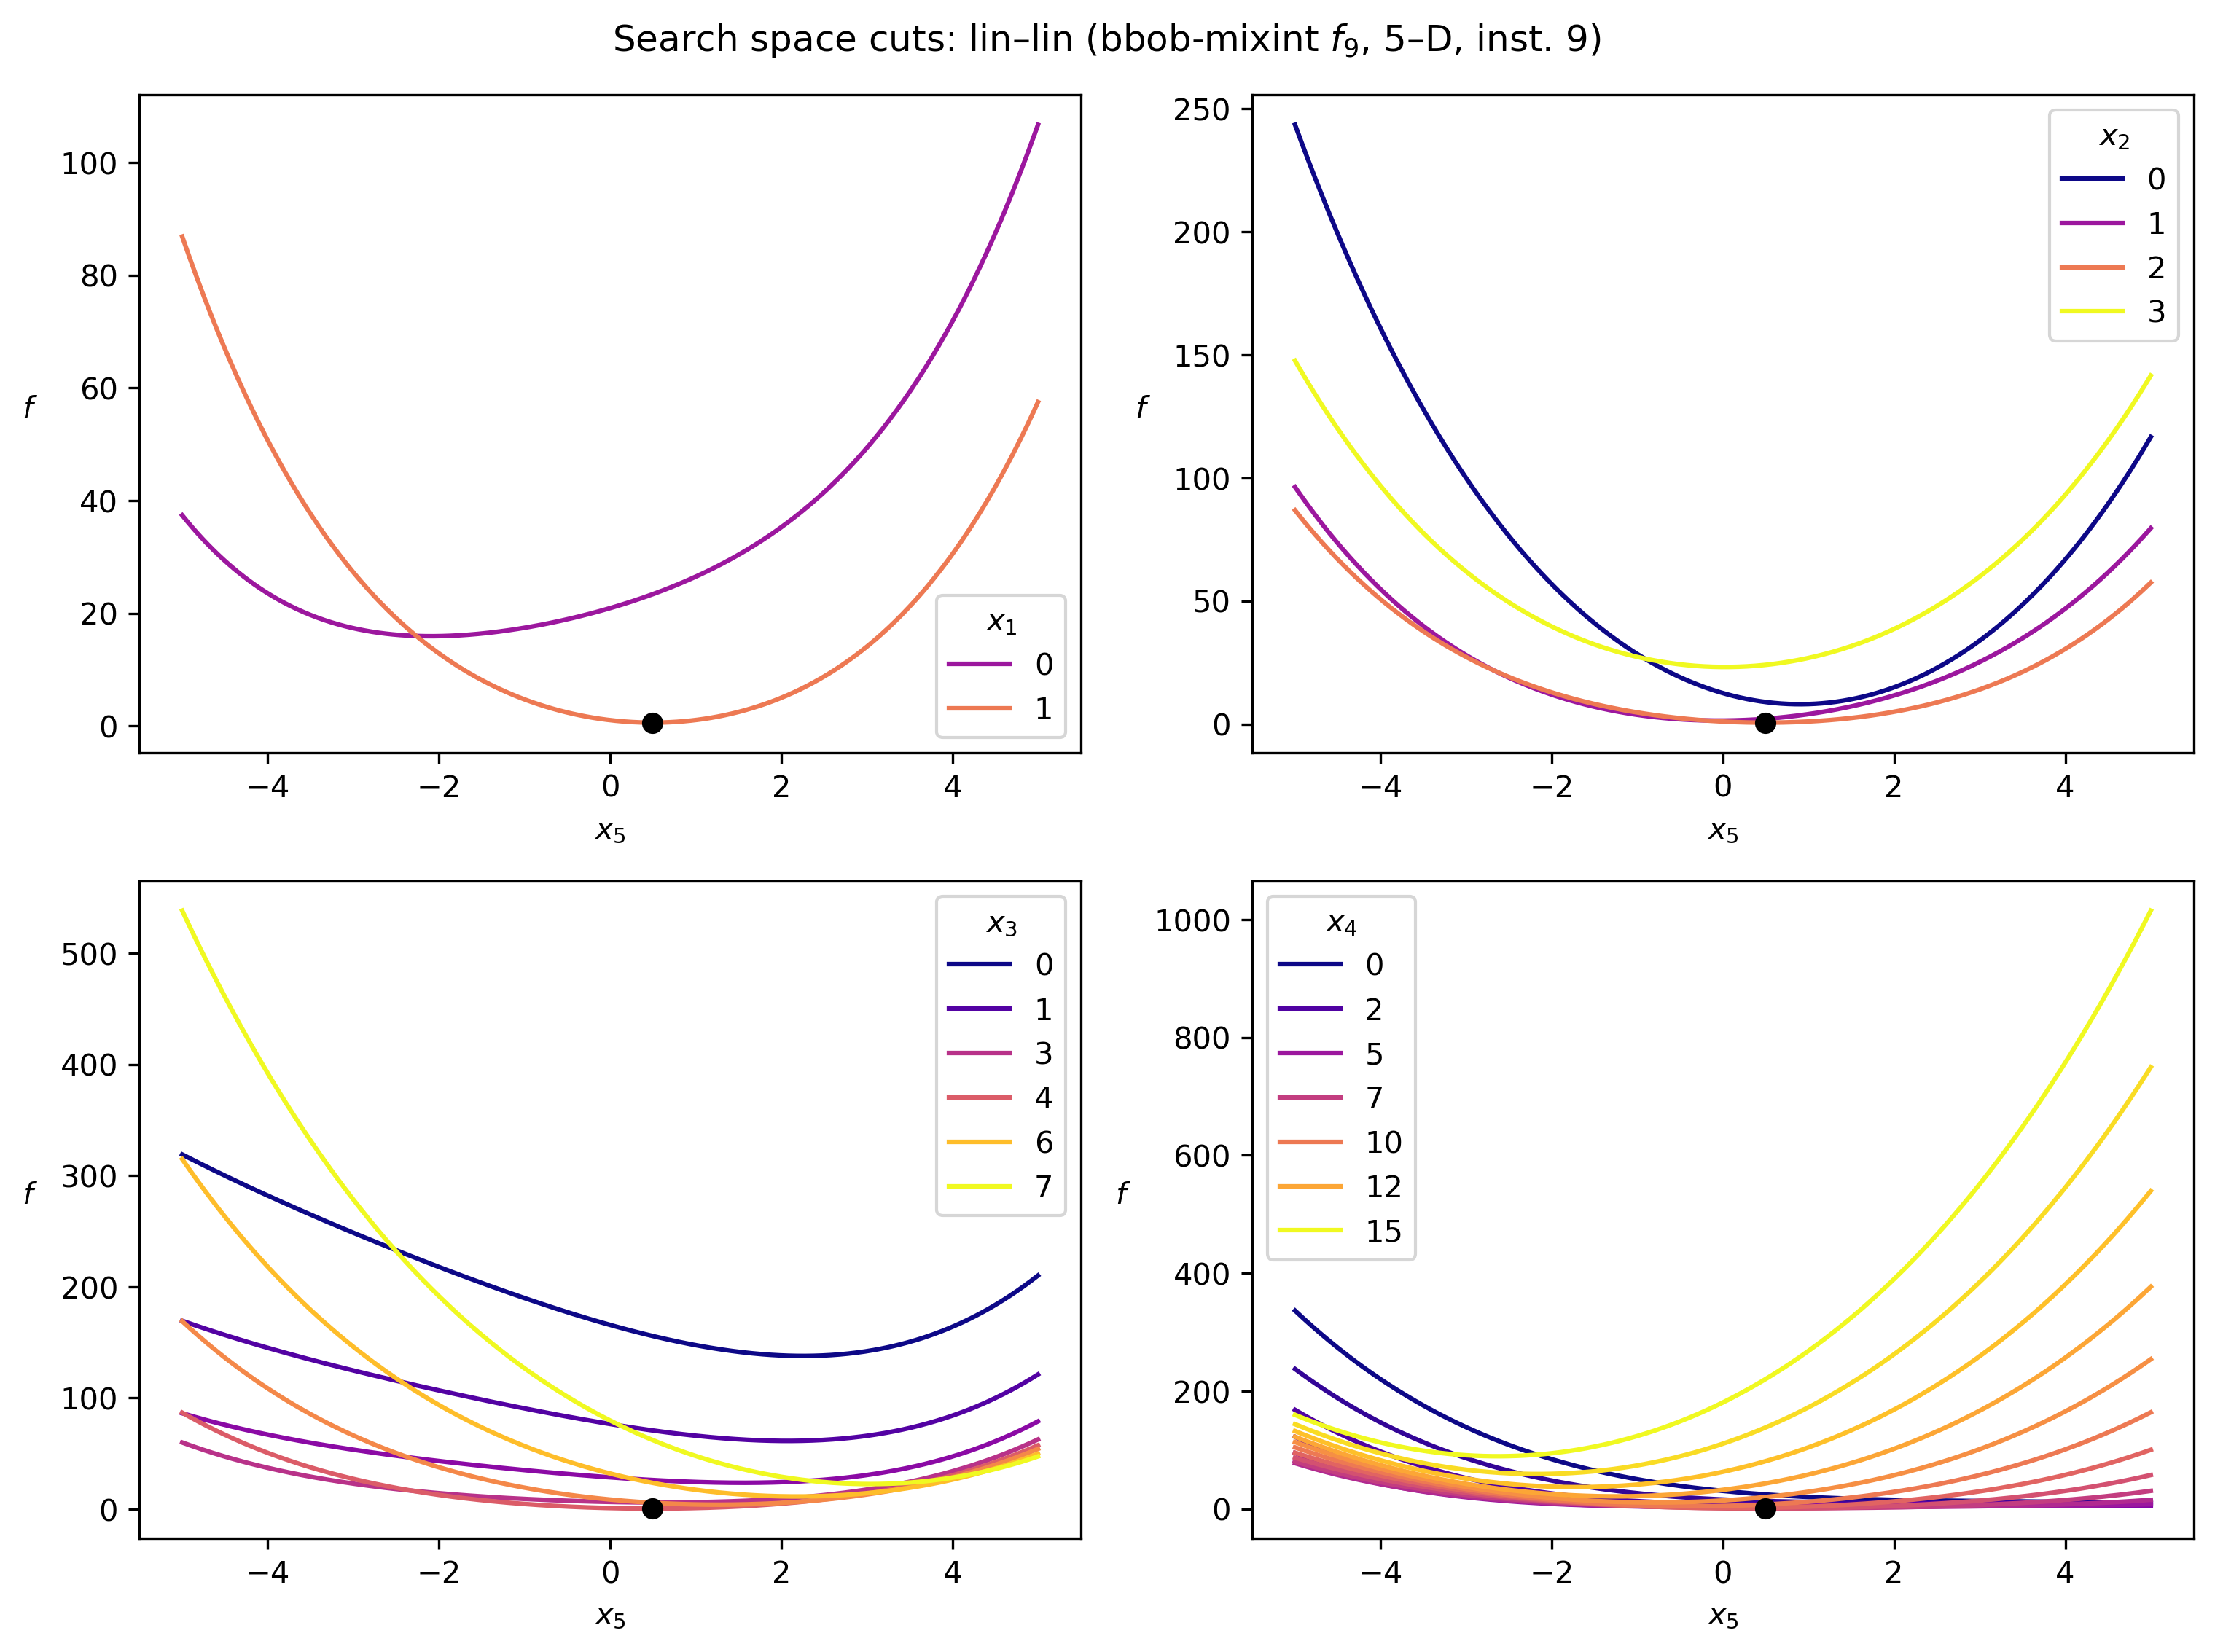 Search space cuts: lin–lin (bbob-mixint f₉, 5–D, inst. 9)
100
80
60
40
20
0
f
−4 −2 0 2 4
x₅
x₁
0
1
250
200
150
100
50
0
f
−4 −2 0 2 4
x₅
x₂
0
1
2
3
500
400
300
200
100
0
f
−4 −2 0 2 4
x₅
x₃
0
1
3
4
6
7
1000
800
600
400
200
0
f
−4 −2 0 2 4
x₅
x₄
0
2
5
7
10
12
15